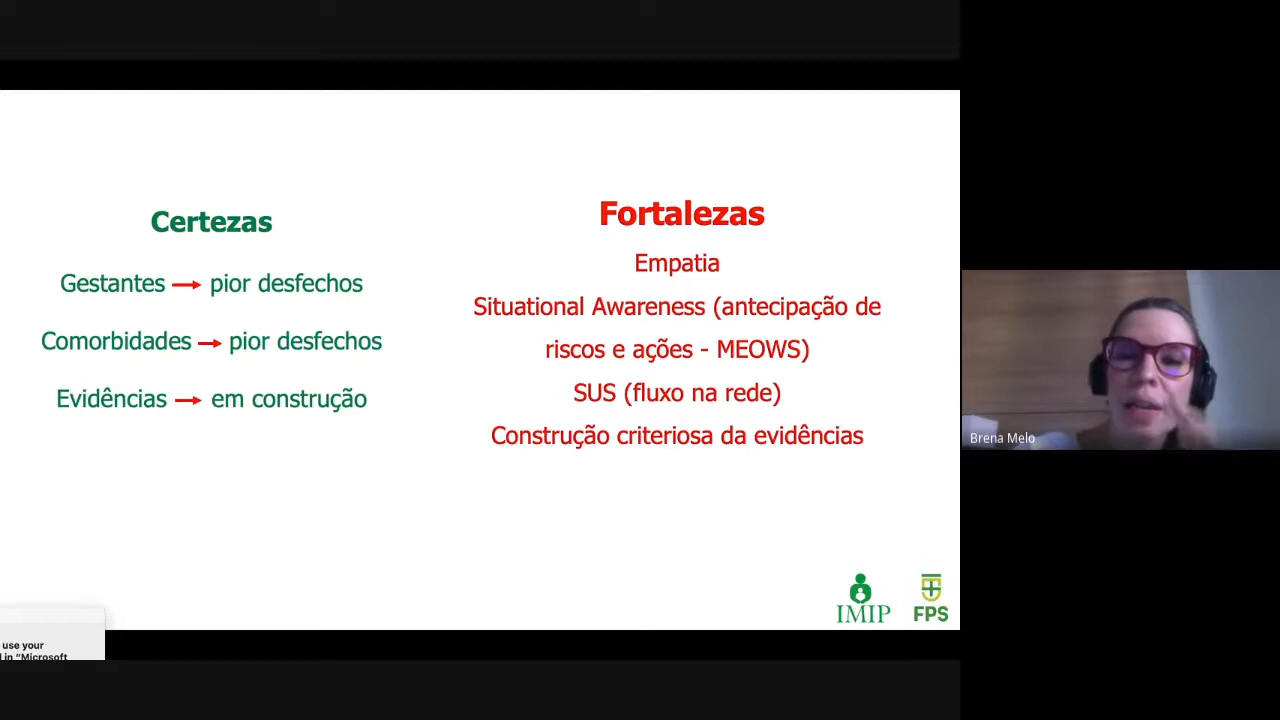 Certezas
Gestantes → pior desfechos
Comorbidades → pior desfechos
Evidências → em construção
Fortalezas
Empatia
Situational Awareness (antecipação de
riscos e ações - MEOWS)
SUS (fluxo na rede)
Construção criteriosa da evidências
IMIP
FPS
Brena Melo
use your
in "Microsoft